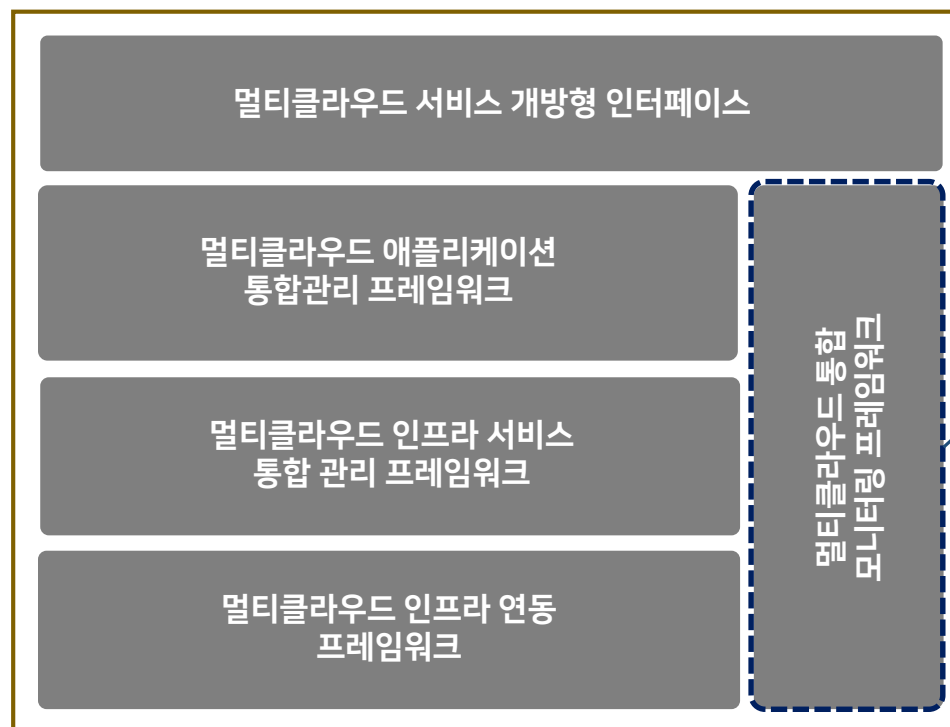 멀티클라우드 서비스 개방형 인터페이스
멀티클라우드 애플리케이션
통합관리 프레임워크
멀티클라우드 인프라 서비스
통합 관리 프레임워크
멀티클라우드 인프라 연동
프레임워크
멀티클라우드 통합
모니터링 프레임워크